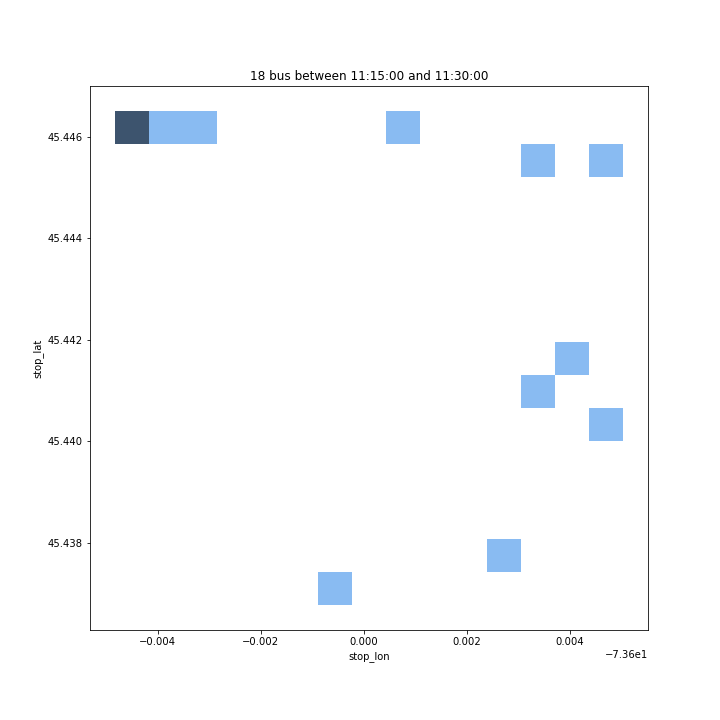 18 bus between 11:15:00 and 11:30:00
45.446
45.444
45.442
45.440
45.438
stop_lat
−0.004 −0.002 0.000 0.002 0.004
stop_lon
−7.36e1